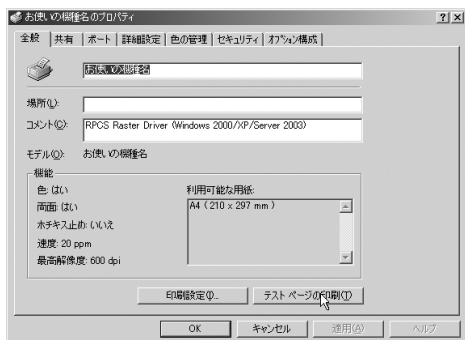 お使いの機種名のプロパティ
全般 共有 ポート 詳細設定 色の管理 セキュリティ オプション構成
お使いの機種名
場所(L):
コメント(C): RPCS Raster Driver (Windows 2000/XP/Server 2003)
モデル(O): お使いの機種名
機能
色: はい 利用可能な用紙:
両面: はい A4 ( 210 x 297 mm )
ホチキス止め: いいえ
速度: 20 ppm
最高解像度: 600 dpi
印刷設定(I)... テスト ページの印刷(T)
OK キャンセル 適用(A) ヘルプ